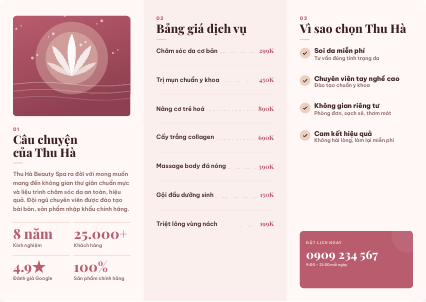 01
Câu chuyện
của Thu Hà
Thu Hà Beauty Spa ra đời với mong muốn
mang đến không gian thư giãn chuẩn mực
và liệu trình chăm sóc da an toàn, hiệu
quả. Đội ngũ chuyên viên được đào tạo
bài bản, sản phẩm nhập khẩu chính hãng.
8 năm
Kinh nghiệm
25.000+
Khách hàng
4.9★
Đánh giá Google
100%
Sản phẩm chính hãng
02
Bảng giá dịch vụ
Chăm sóc da cơ bản 299K
Trị mụn chuẩn y khoa 450K
Nâng cơ trẻ hoá 890K
Cấy trắng collagen 690K
Massage body đá nóng 590K
Gội đầu dưỡng sinh 150K
Triệt lông vùng nách 199K
03
Vì sao chọn Thu Hà
Soi da miễn phí
Tư vấn đúng tình trạng da
Chuyên viên tay nghề cao
Đào tạo chuẩn y khoa
Không gian riêng tư
Phòng đơn, sạch sẽ, thơm mát
Cam kết hiệu quả
Không hài lòng, làm lại miễn phí
ĐẶT LỊCH NGAY
0909 234 567
9:00 - 21:00 mỗi ngày